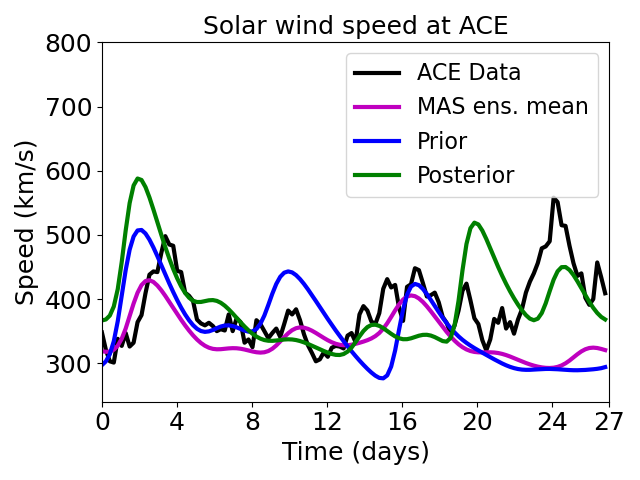 Solar wind speed at ACE
800
700
600
500
400
300
Speed (km/s)
ACE Data
MAS ens. mean
Prior
Posterior
0 4 8 12 16 20 24 27
Time (days)